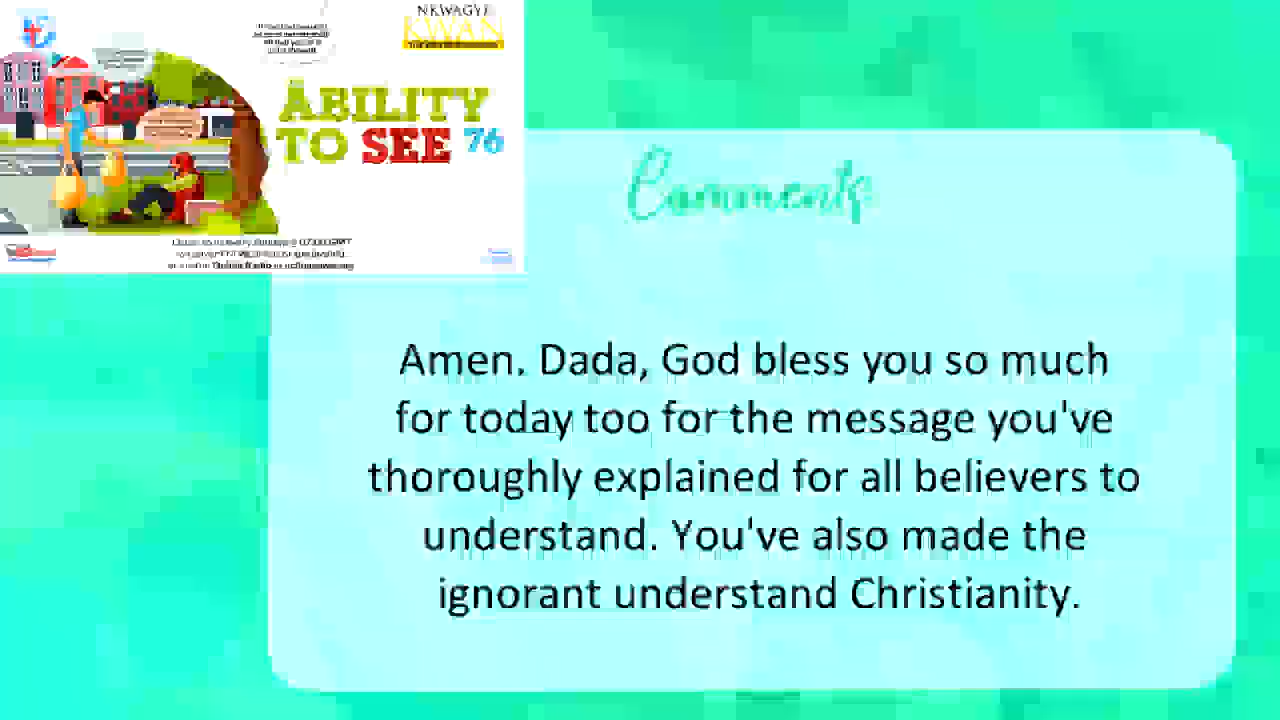 NKWAGYE
KWAN
ABILITY
TO SEE 76
Comments
Amen. Dada, God bless you so much
for today too for the message you've
thoroughly explained for all believers to
understand. You've also made the
ignorant understand Christianity.